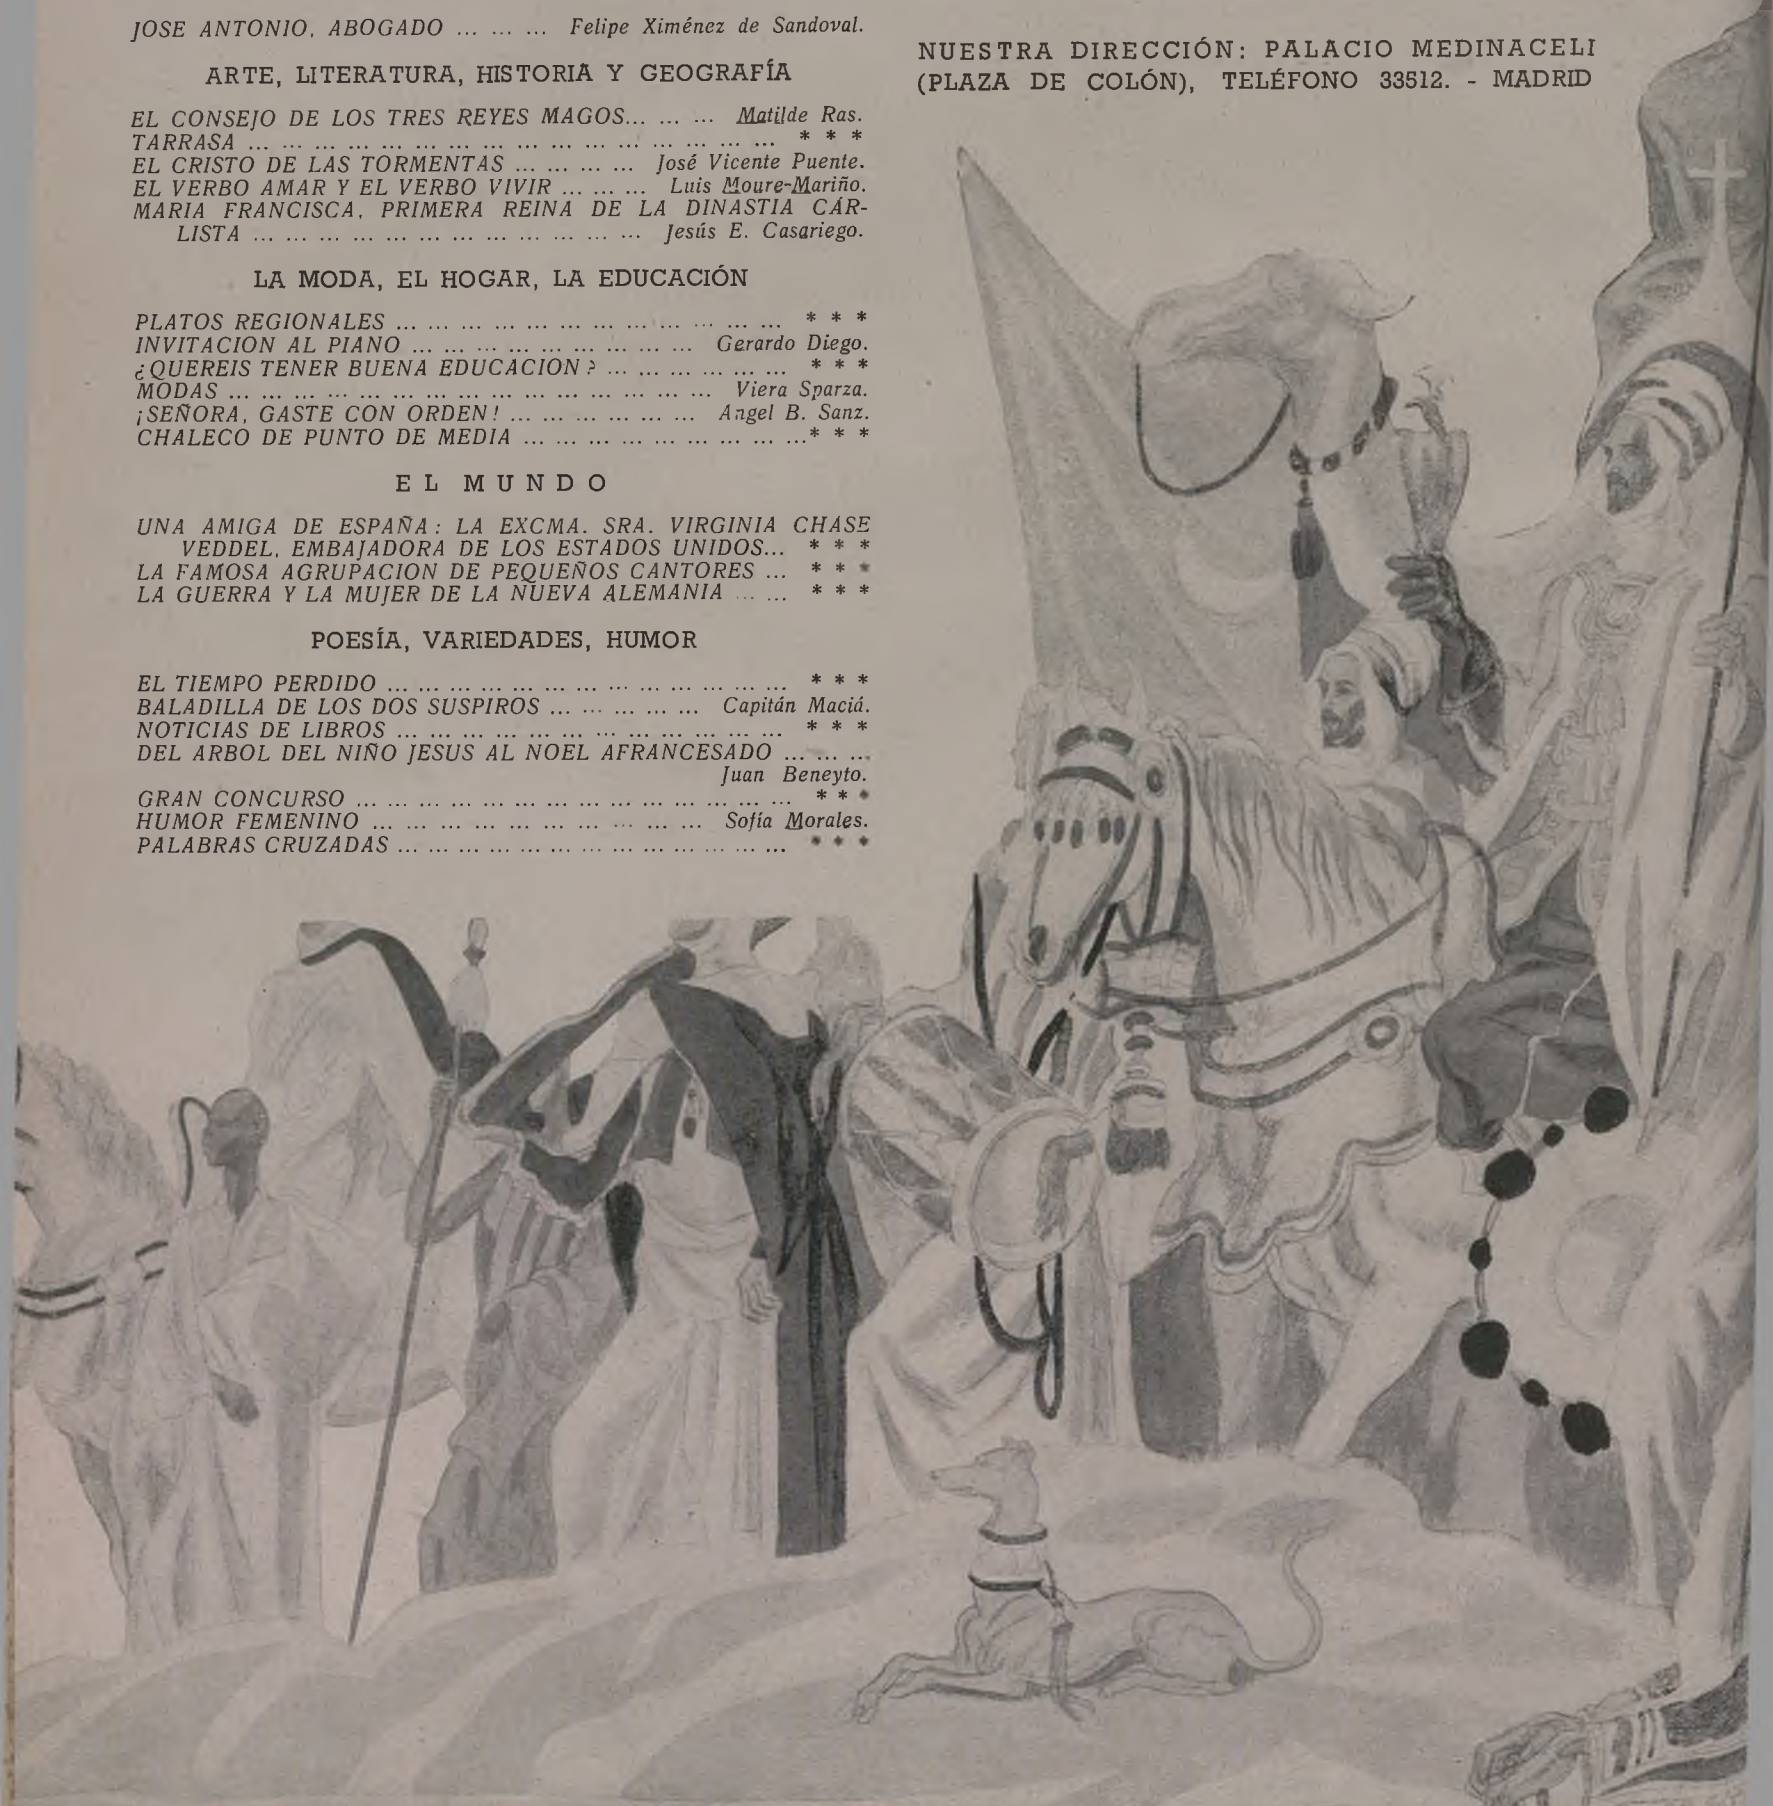 JOSE ANTONIO, ABOGADO ... ... ... Felipe Ximénez de Sandoval.
ARTE, LITERATURA, HISTORIA Y GEOGRAFÍA
EL CONSEJO DE LOS TRES REYES MAGOS... ... ... Matilde Ras.
TARRASA ... ... ... ... ... ... ... ... ... ... ... ... ... ... ... ... * * *
EL CRISTO DE LAS TORMENTAS ... ... ... ... José Vicente Puente.
EL VERBO AMAR Y EL VERBO VIVIR ... ... ... Luis Moure-Mariño.
MARIA FRANCISCA, PRIMERA REINA DE LA DINASTIA CAR-
LISTA ... ... ... ... ... ... ... ... ... ... ... ... Jesús E. Casariego.
LA MODA, EL HOGAR, LA EDUCACIÓN
PLATOS REGIONALES ... ... ... ... ... ... ... ... ... ... ... ... * * *
INVITACION AL PIANO ... ... ... ... ... ... ... ... ... Gerardo Diego.
¿QUEREIS TENER BUENA EDUCACION? ... ... ... ... ... ... * * *
MODAS ... ... ... ... ... ... ... ... ... ... ... ... ... ... ... Viera Sparza.
¡SEÑORA, GASTE CON ORDEN! ... ... ... ... ... ... Angel B. Sanz.
CHALECO DE PUNTO DE MEDIA ... ... ... ... ... ... ... ... ...* * *
EL MUNDO
UNA AMIGA DE ESPAÑA: LA EXCMA. SRA. VIRGINIA CHASE
VEDDEL, EMBAJADORA DE LOS ESTADOS UNIDOS... * * *
LA FAMOSA AGRUPACION DE PEQUEÑOS CANTORES ... * * *
LA GUERRA Y LA MUJER DE LA NUEVA ALEMANIA ... ... * * *
POESÍA, VARIEDADES, HUMOR
EL TIEMPO PERDIDO ... ... ... ... ... ... ... ... ... ... ... ... ... * * *
BALADILLA DE LOS DOS SUSPIROS ... ... ... ... ... Capitán Maciá.
NOTICIAS DE LIBROS ... ... ... ... ... ... ... ... ... ... ... ... * * *
DEL ARBOL DEL NIÑO JESUS AL NOEL AFRANCESADO ... ... ...
Juan Beneyto.
GRAN CONCURSO ... ... ... ... ... ... ... ... ... ... ... ... ... ... * * *
HUMOR FEMENINO ... ... ... ... ... ... ... ... ... ... ... Sofía Morales.
PALABRAS CRUZADAS ... ... ... ... ... ... ... ... ... ... ... ... * * *
NUESTRA DIRECCIÓN: PALACIO MEDINACELI
(PLAZA DE COLÓN), TELÉFONO 33512. - MADRID